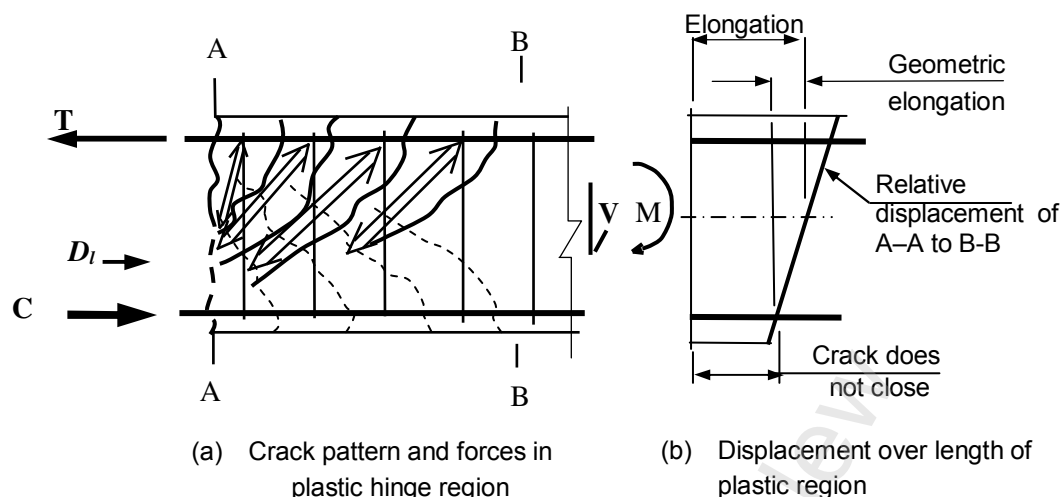 A
B
T
D_l
C
V M
A
B
Elongation
Geometric
elongation
Relative
displacement of
A–A to B-B
Crack does
not close
(a) Crack pattern and forces in
plastic hinge region
(b) Displacement over length of
plastic region